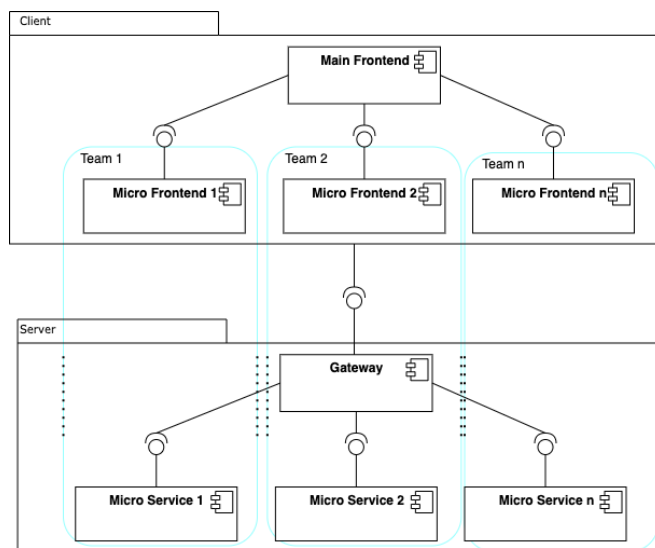 Client
Main Frontend
Team 1
Team 2
Team n
Micro Frontend 1
Micro Frontend 2
Micro Frontend n
Server
Gateway
Micro Service 1
Micro Service 2
Micro Service n